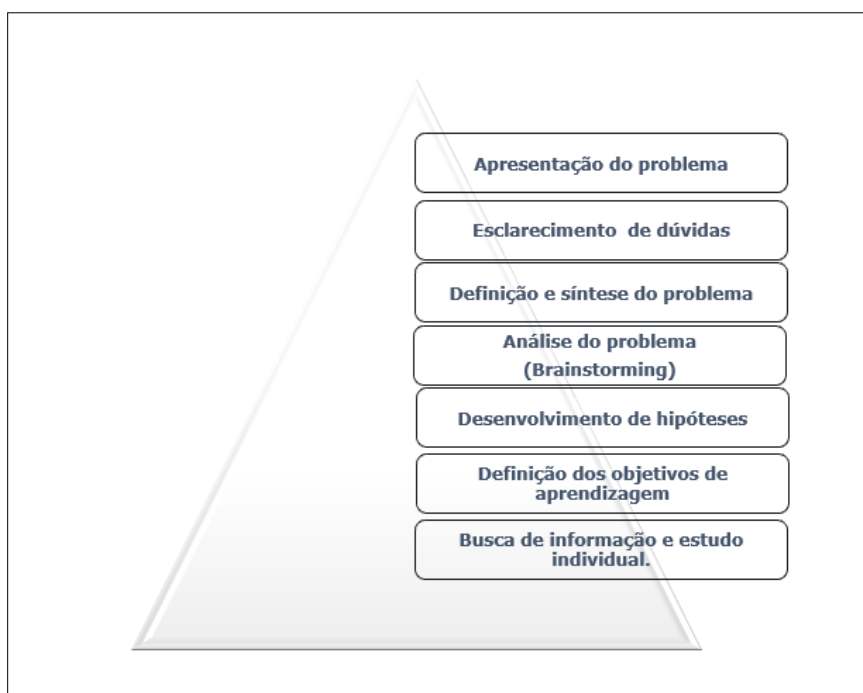 Apresentação do problema
Esclarecimento de dúvidas
Definição e síntese do problema
Análise do problema
(Brainstorming)
Desenvolvimento de hipóteses
Definição dos objetivos de
aprendizagem
Busca de informação e estudo
individual.